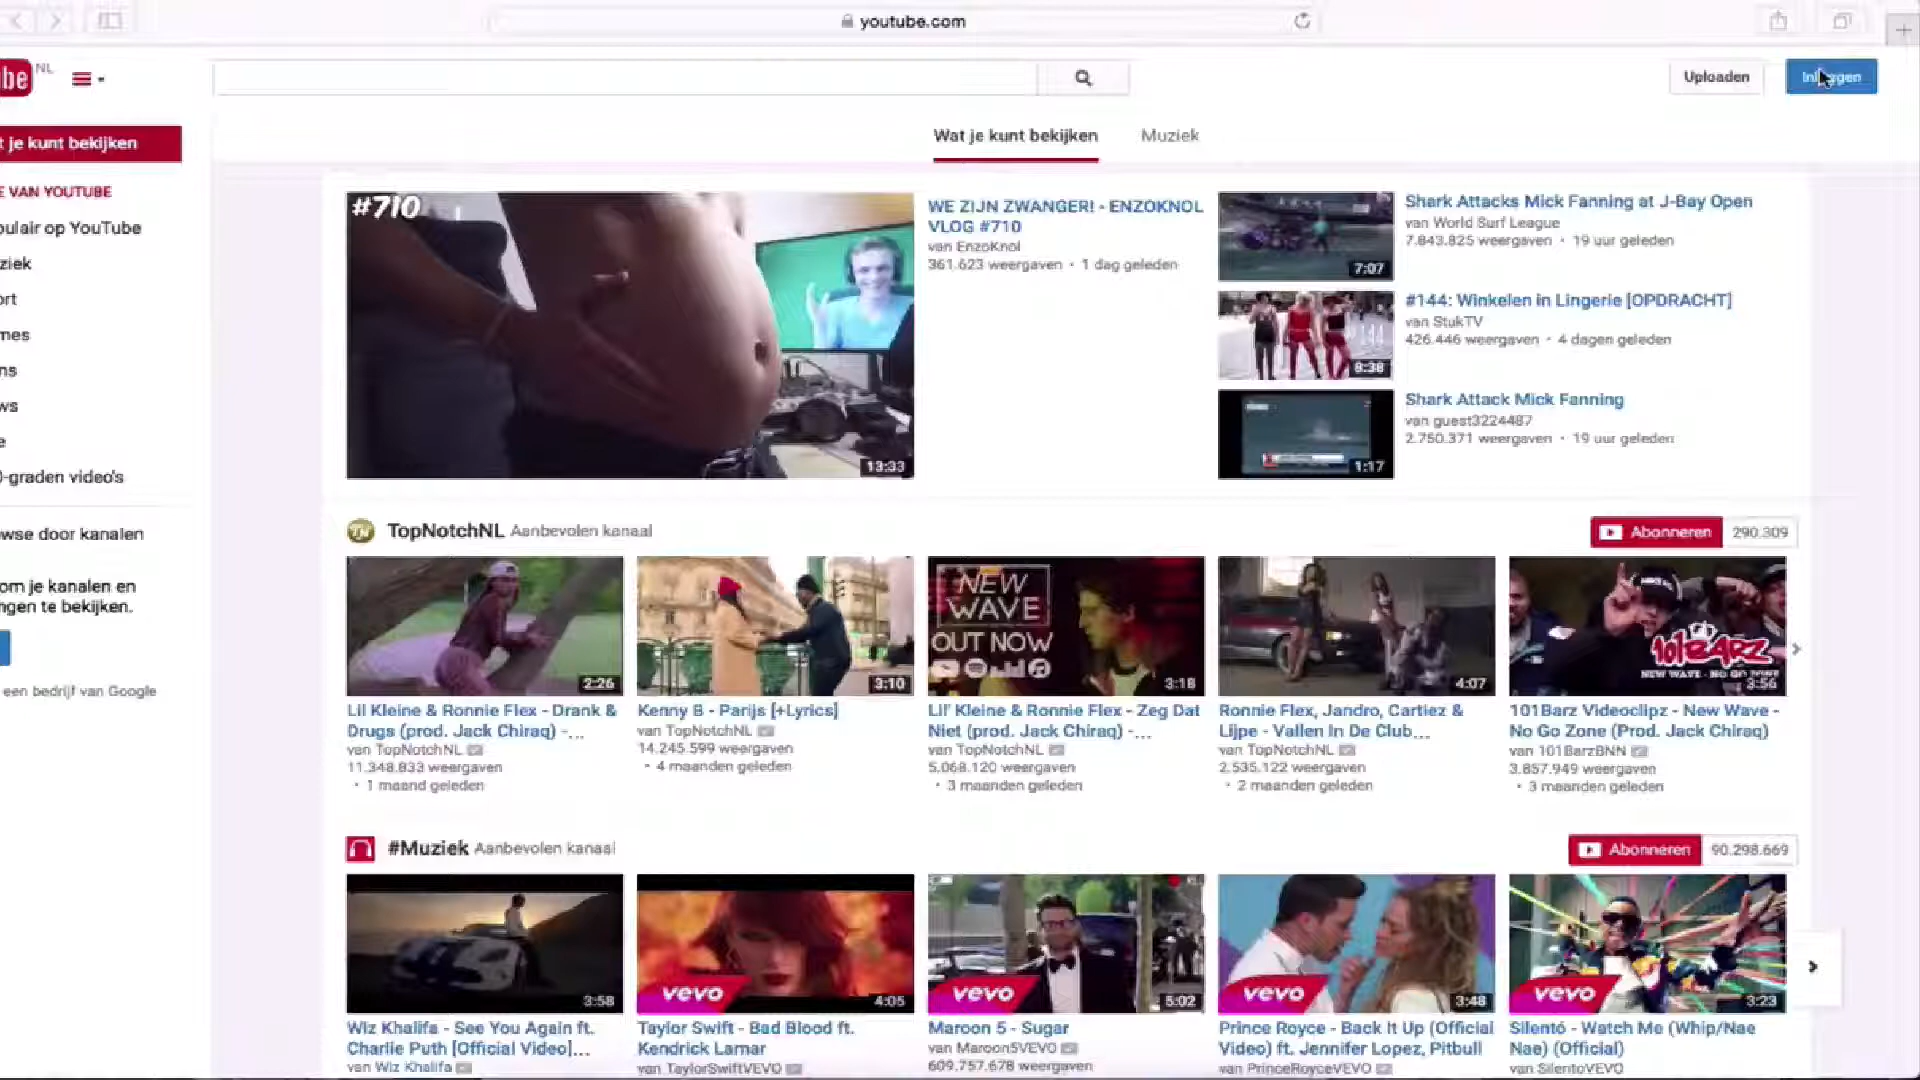 youtube.com
be NL
Uploaden
Inloggen
t je kunt bekijken
Wat je kunt bekijken
Muziek
E VAN YOUTUBE
pulair op YouTube
ziek
ort
mes
ns
ws
e
0-graden video's
wse door kanalen
om je kanalen en
ngen te bekijken.
een bedrijf van Google
#710
13:33
WE ZIJN ZWANGER! - ENZOKNOL
VLOG #710
van EnzoKnol
361.623 weergaven · 1 dag geleden
7:07
Shark Attacks Mick Fanning at J-Bay Open
van World Surf League
7.843.825 weergaven · 19 uur geleden
144
8:38
#144: Winkelen in Lingerie [OPDRACHT]
van StukTV
426.446 weergaven · 4 dagen geleden
1:17
Shark Attack Mick Fanning
van guest3224487
2.750.371 weergaven · 19 uur geleden
TN TopNotchNL Aanbevolen kanaal
Abonneren 290.309
2:26
Lil Kleine & Ronnie Flex - Drank &
Drugs (prod. Jack Chiraq) -...
van TopNotchNL
11.348.833 weergaven
· 1 maand geleden
3:10
Kenny B - Parijs [+Lyrics]
van TopNotchNL
14.245.599 weergaven
· 4 maanden geleden
NEW
WAVE
OUT NOW
3:18
Lil' Kleine & Ronnie Flex - Zeg Dat
Niet (prod. Jack Chiraq) -...
van TopNotchNL
5.068.120 weergaven
· 3 maanden geleden
4:07
Ronnie Flex, Jandro, Cartiez &
Lijpe - Vallen In De Club...
van TopNotchNL
2.535.122 weergaven
· 2 maanden geleden
101BARZ
NEW WAVE - NO GO ZONE
3:56
101Barz Videoclipz - New Wave -
No Go Zone (Prod. Jack Chiraq)
van 101BarzBNN
3.857.949 weergaven
· 3 maanden geleden
#Muziek Aanbevolen kanaal
Abonneren 90.298.669
3:58
Wiz Khalifa - See You Again ft.
Charlie Puth [Official Video]...
van Wiz Khalifa
vevo
4:05
Taylor Swift - Bad Blood ft.
Kendrick Lamar
van TaylorSwiftVEVO
vevo
5:02
Maroon 5 - Sugar
van Maroon5VEVO
609.757.678 weergaven
vevo
3:48
Prince Royce - Back It Up (Official
Video) ft. Jennifer Lopez, Pitbull
van PrinceRoyceVEVO
vevo
3:23
Silentó - Watch Me (Whip/Nae
Nae) (Official)
van SilentoVEVO